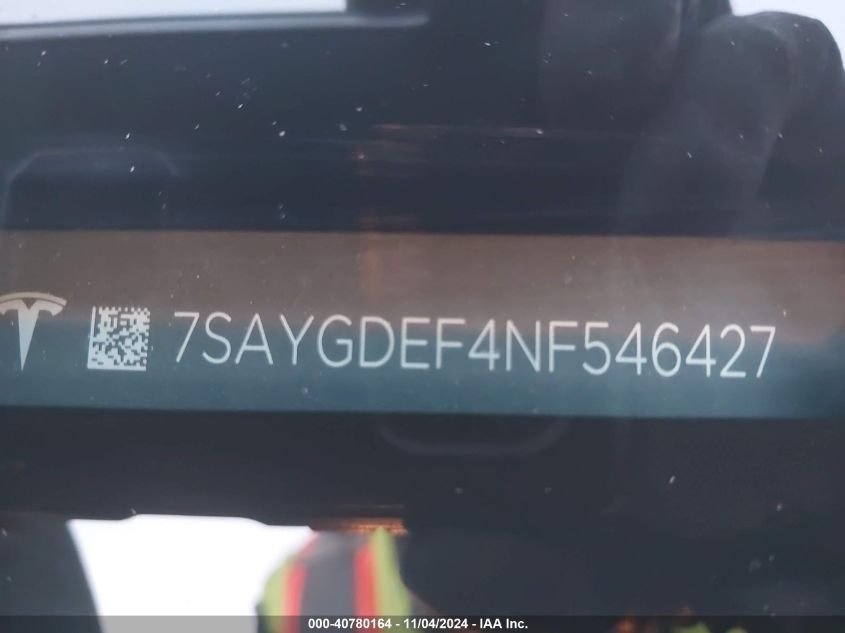 7SAYGDEF4NF546427
000-40780164 - 11/04/2024 - IAA Inc.